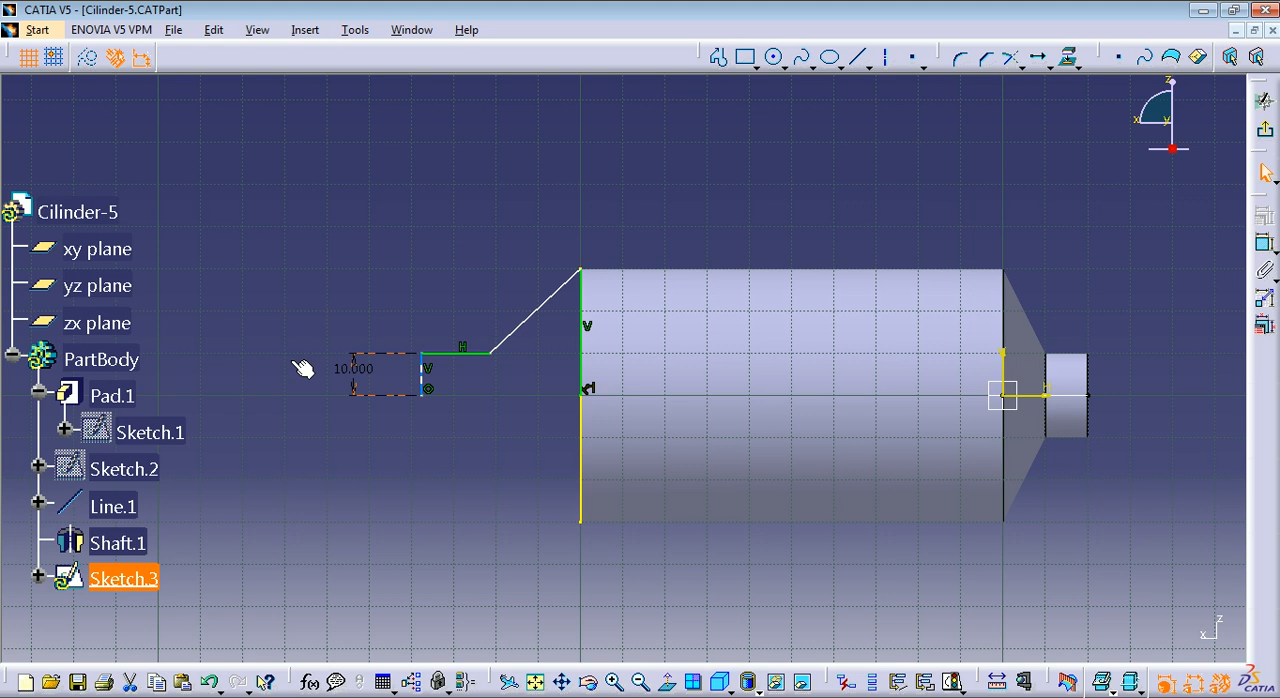 CATIA V5 - [Cilinder-5.CATPart]
Start ENOVIA V5 VPM File Edit View Insert Tools Window Help
z
x y
Cilinder-5
xy plane
yz plane
zx plane
PartBody
Pad.1
Sketch.1
Sketch.2
Line.1
Shaft.1
Sketch.3
H
V
10.000
V
V
H
z
x
f(x)
CATIA